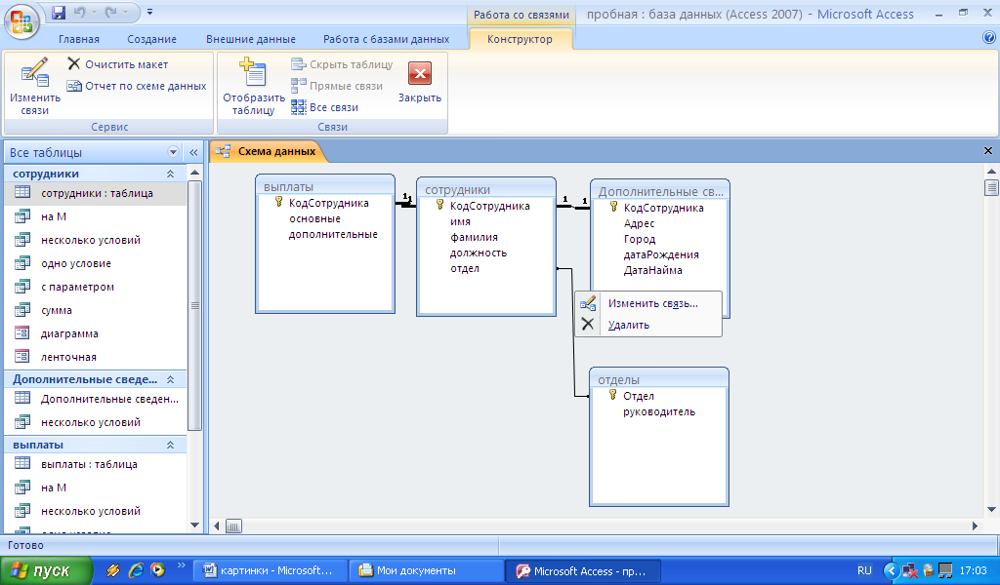 Работа со связями
пробная : база данных (Access 2007) - Microsoft Access
Главная
Создание
Внешние данные
Работа с базами данных
Конструктор
Изменить связи
Очистить макет
Отчет по схеме данных
Сервис
Отобразить таблицу
Скрыть таблицу
Прямые связи
Все связи
Закрыть
Связи
Все таблицы
«
сотрудники
сотрудники : таблица
на М
несколько условий
одно условие
с параметром
сумма
диаграмма
ленточная
Дополнительные сведе...
Дополнительные сведен...
несколько условий
выплаты
выплаты : таблица
на М
несколько условий
Схема данных
выплаты
КодСотрудника
основные
дополнительные
1
1
сотрудники
КодСотрудника
имя
фамилия
должность
отдел
1
1
Дополнительные св...
КодСотрудника
Адрес
Город
датаРождения
ДатаНайма
Изменить связь...
Удалить
отделы
Отдел
руководитель
Готово
пуск
»
картинки - Microsoft...
Мои документы
Microsoft Access - пр...
RU
17:03